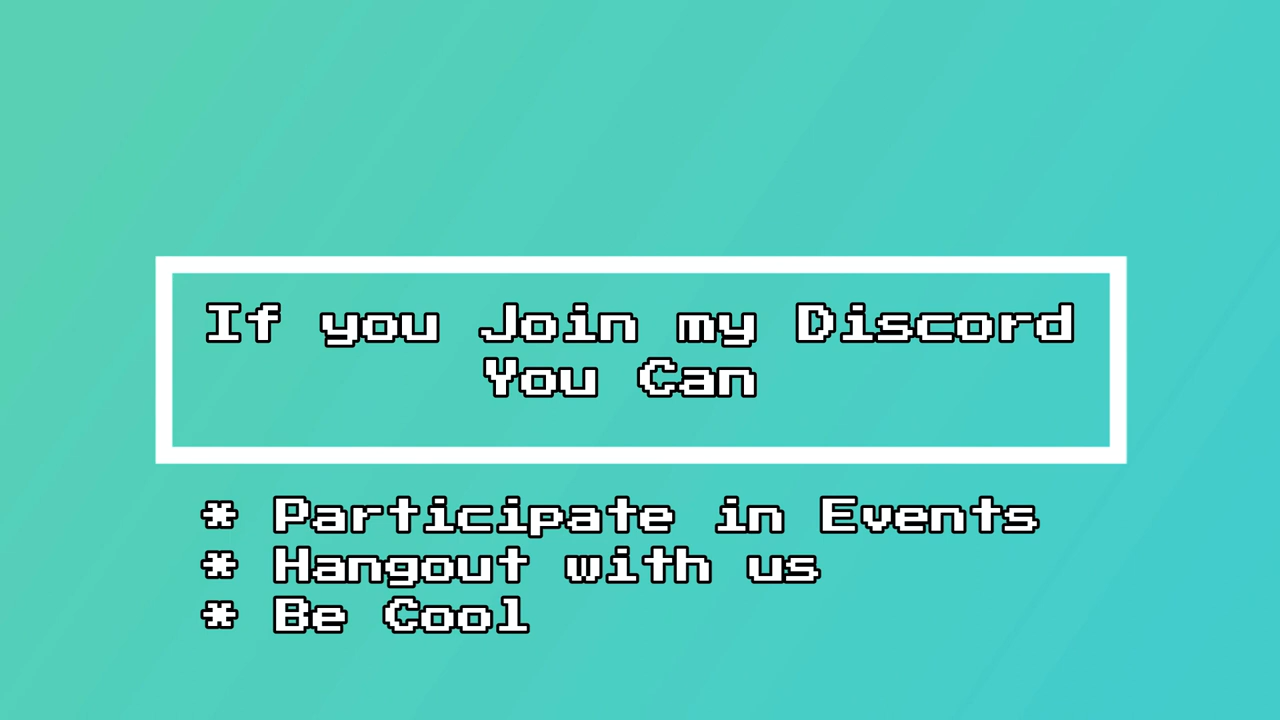 If you Join my Discord
You Can
* Participate in Events
* Hangout with us
* Be Cool